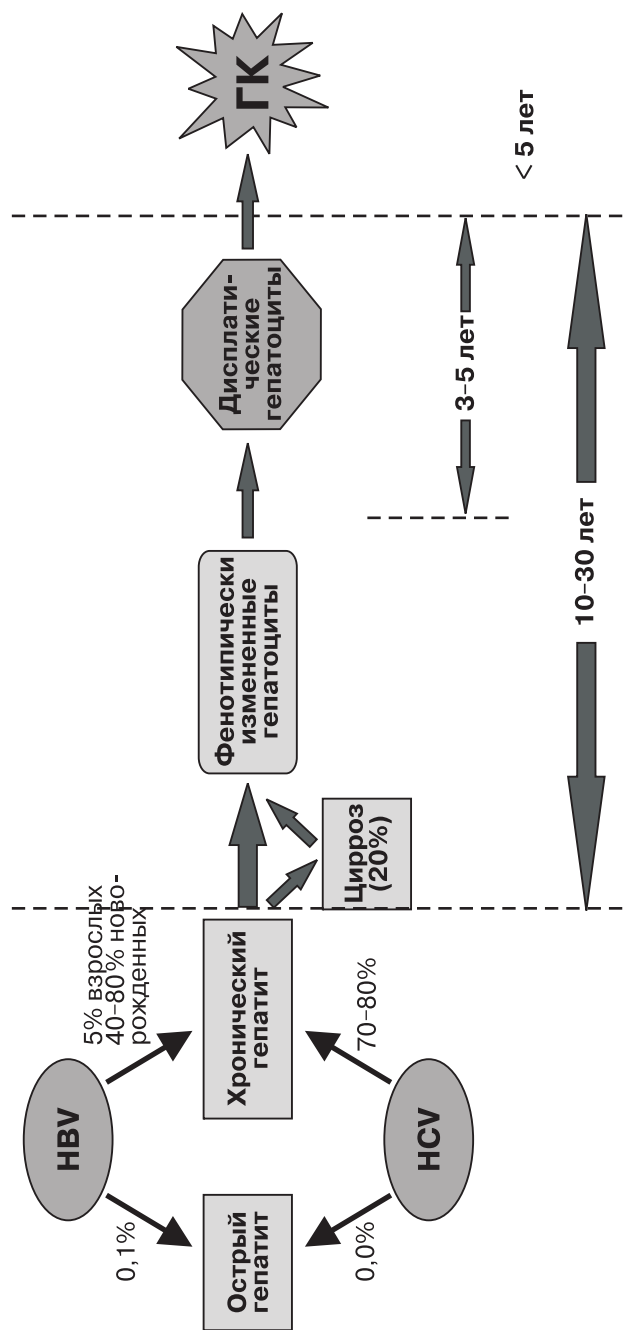 HBV
5% взрослых
40–80% ново-
рожденных
0,1%
Острый
гепатит
Хронический
гепатит
0,0%
70–80%
HCV
Цирроз
(20%)
Фенотипически
измененные
гепатоциты
Дисплати-
ческие
гепатоциты
ГК
3–5 лет
< 5 лет
10–30 лет